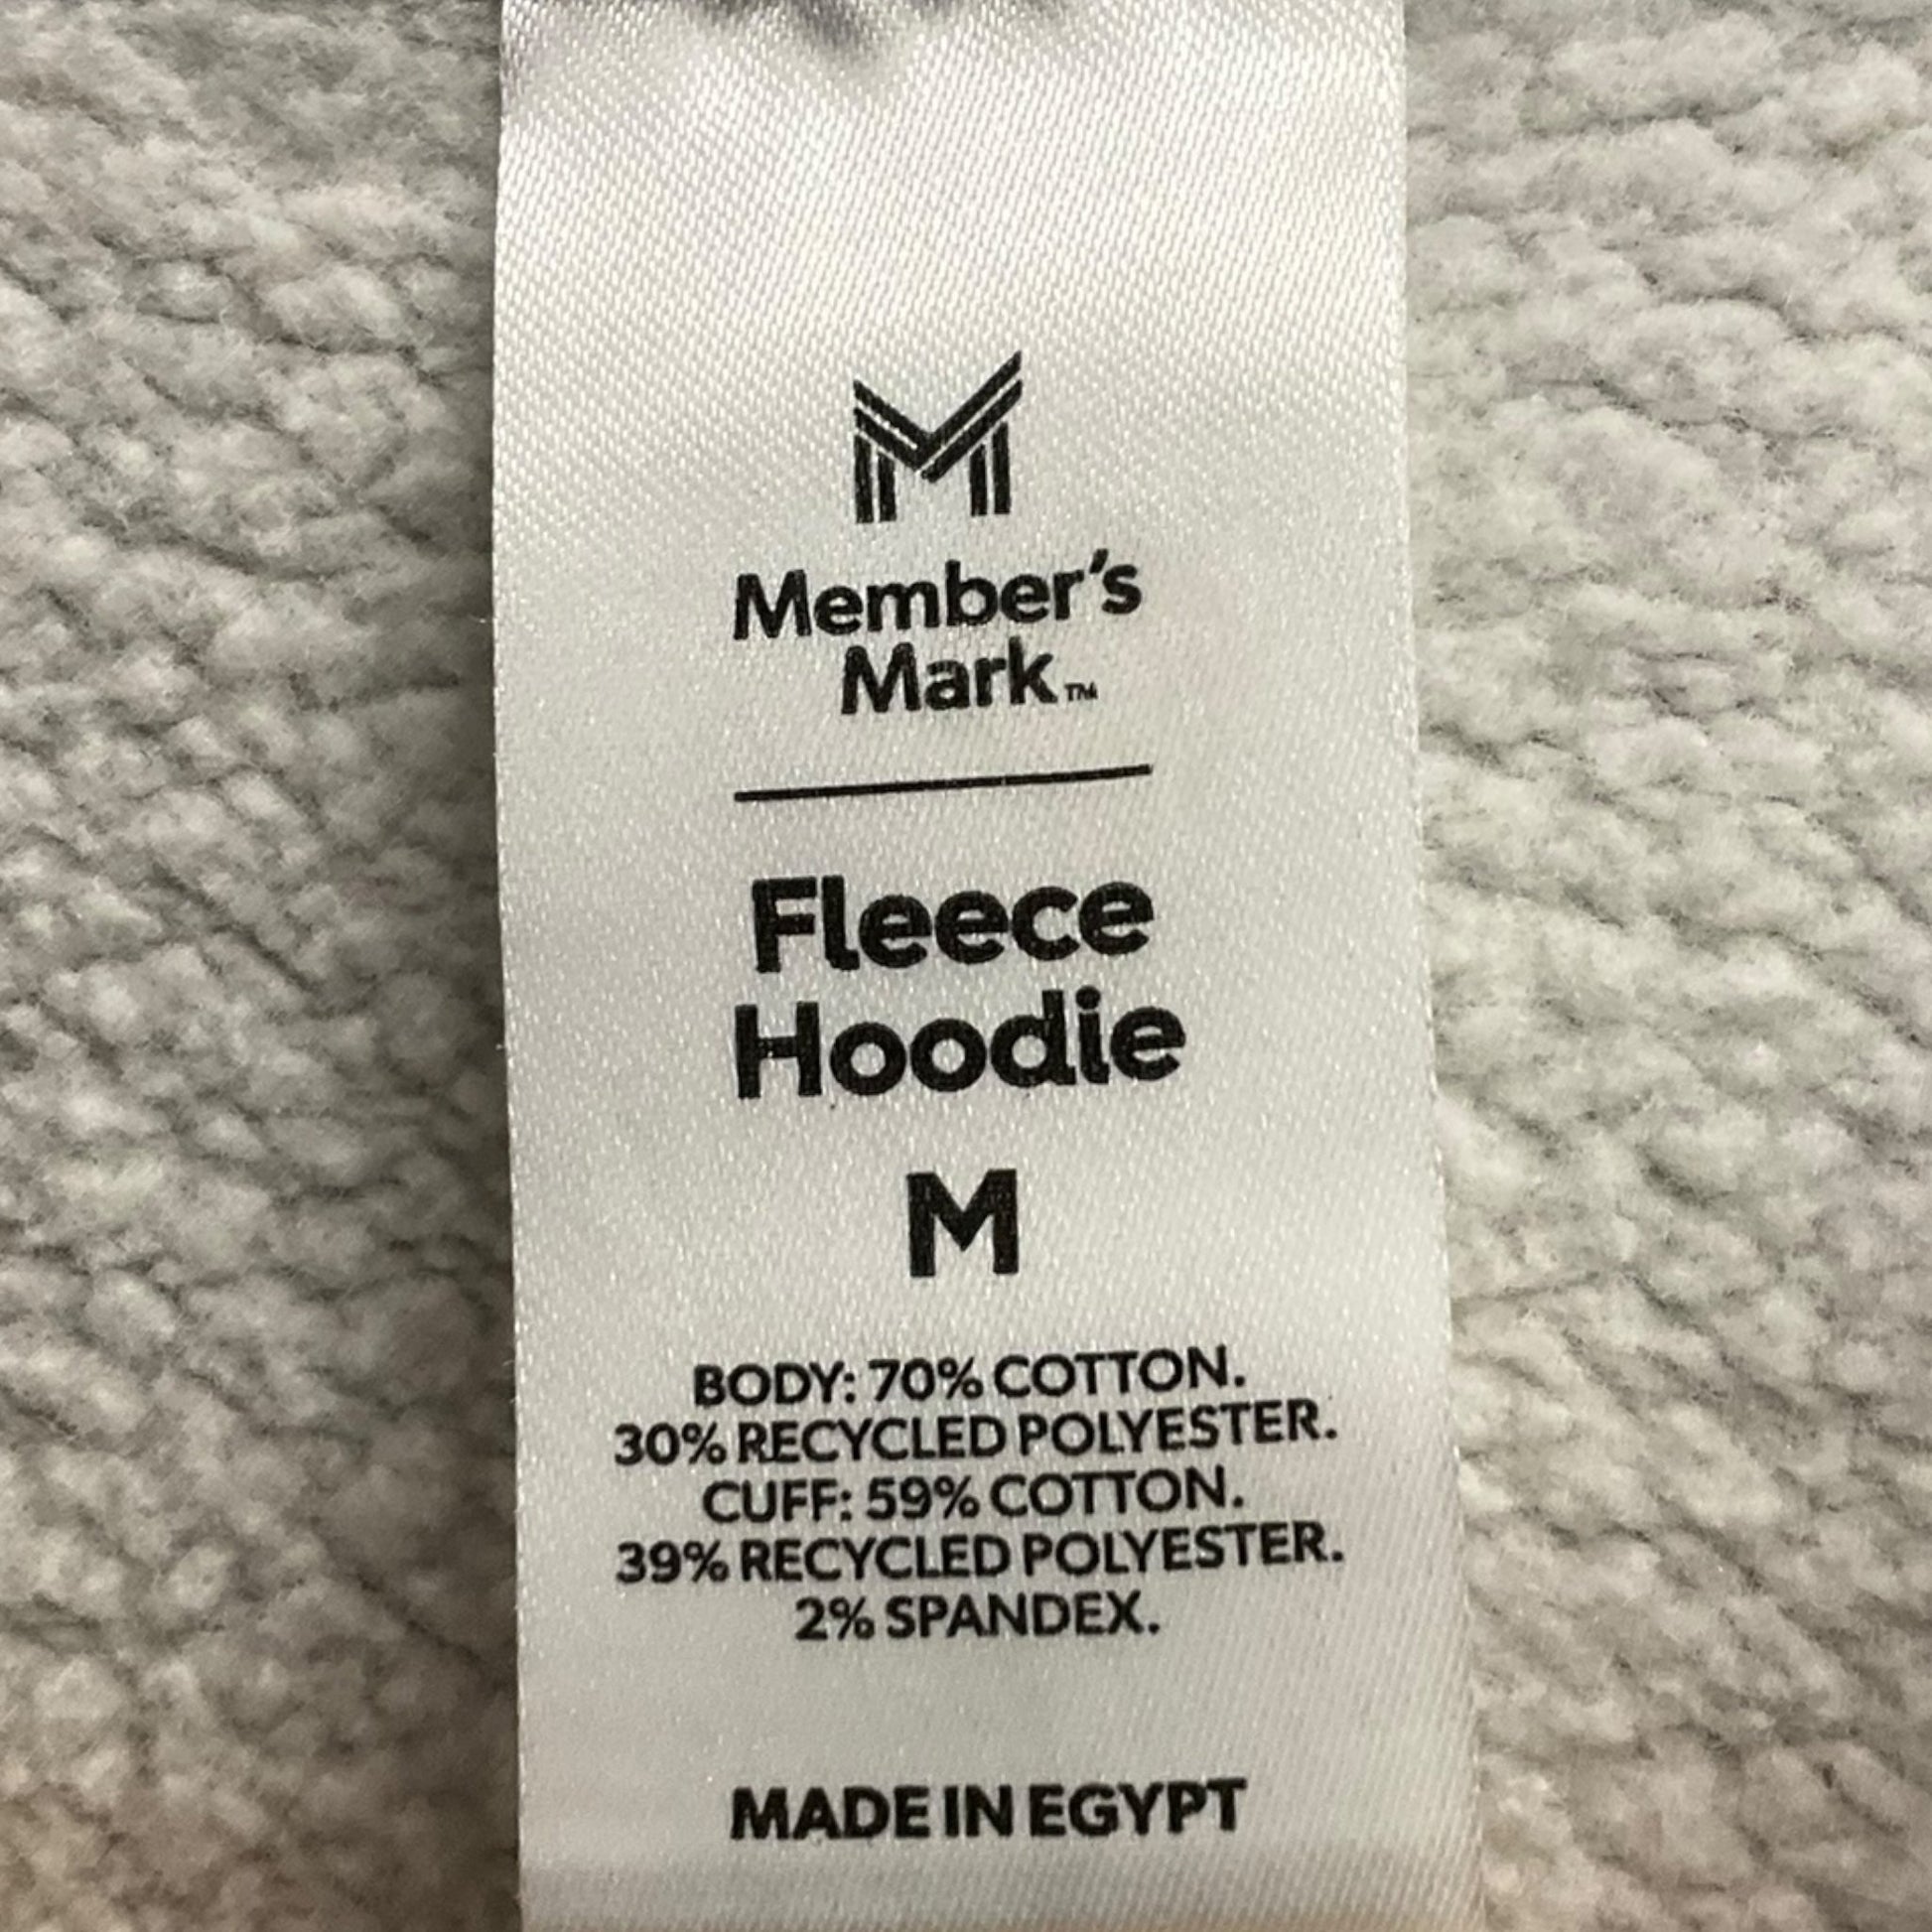 Member's
Mark™
Fleece
Hoodie
M
BODY: 70% COTTON.
30% RECYCLED POLYESTER.
CUFF: 59% COTTON.
39% RECYCLED POLYESTER.
2% SPANDEX.
MADE IN EGYPT